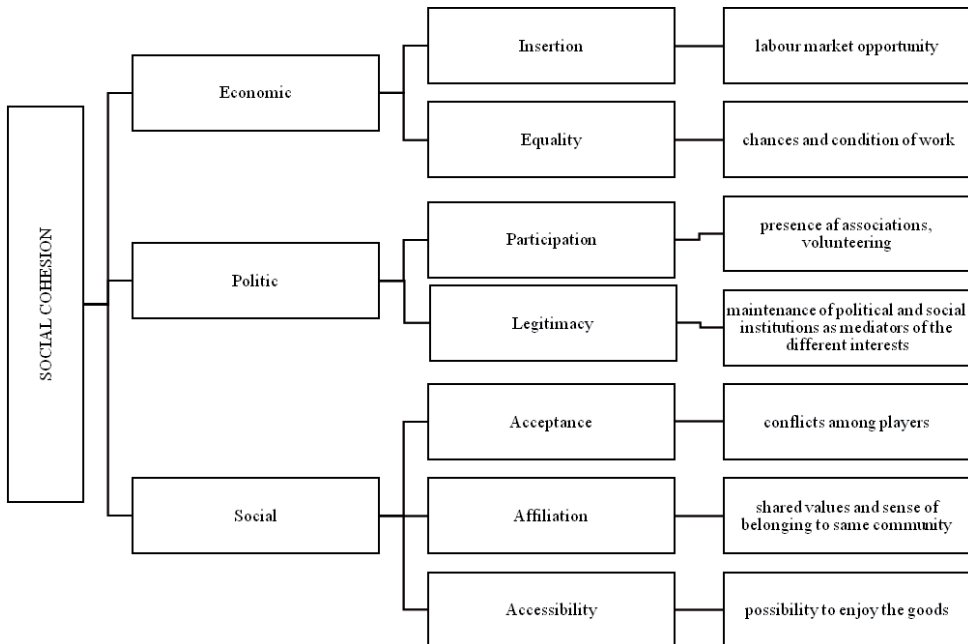 SOCIAL COHESION
Economic
Insertion
labour market opportunity
Equality
chances and condition of work
Politic
Participation
presence af associations,
volunteering
Legitimacy
maintenance of political and social
institutions as mediators of the
different interests
Social
Acceptance
conflicts among players
Affiliation
shared values and sense of
belonging to same community
Accessibility
possibility to enjoy the goods